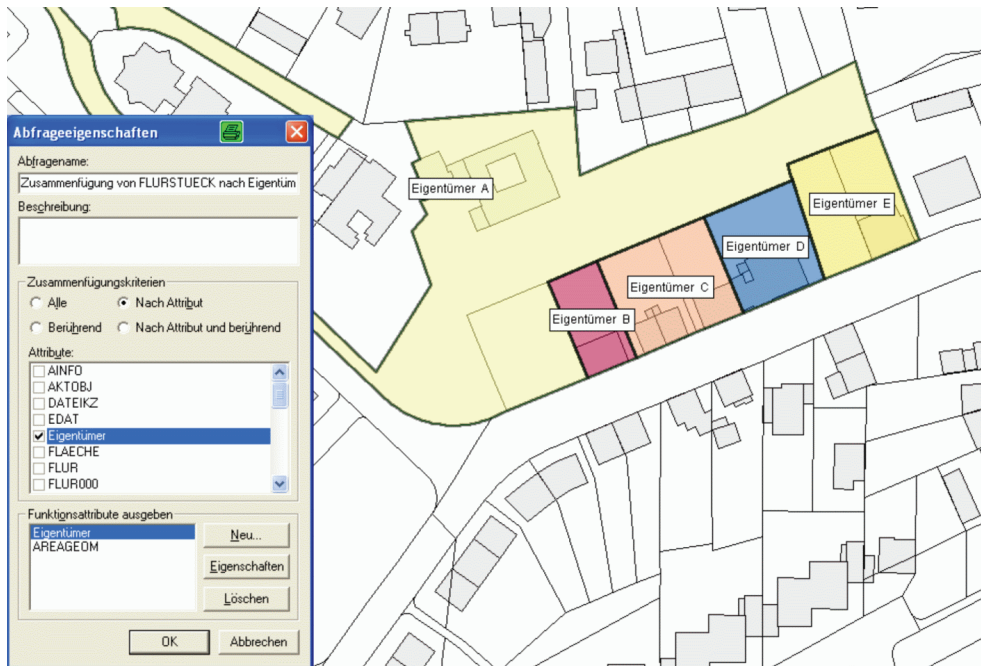 Abfrageeigenschaften
Abfragename:
Zusammenfügung von FLURSTUECK nach Eigentüm
Beschreibung:
Zusammenfügungskriterien
Alle
Nach Attribut
Berührend
Nach Attribut und berührend
Attribute:
AINFO
AKTOBJ
DATEIKZ
EDAT
Eigentümer
FLAECHE
FLUR
FLUR000
Funktionsattribute ausgeben
Eigentümer
AREAGEOM
Neu...
Eigenschaften
Löschen
OK
Abbrechen
Eigentümer A
Eigentümer E
Eigentümer D
Eigentümer C
Eigentümer B